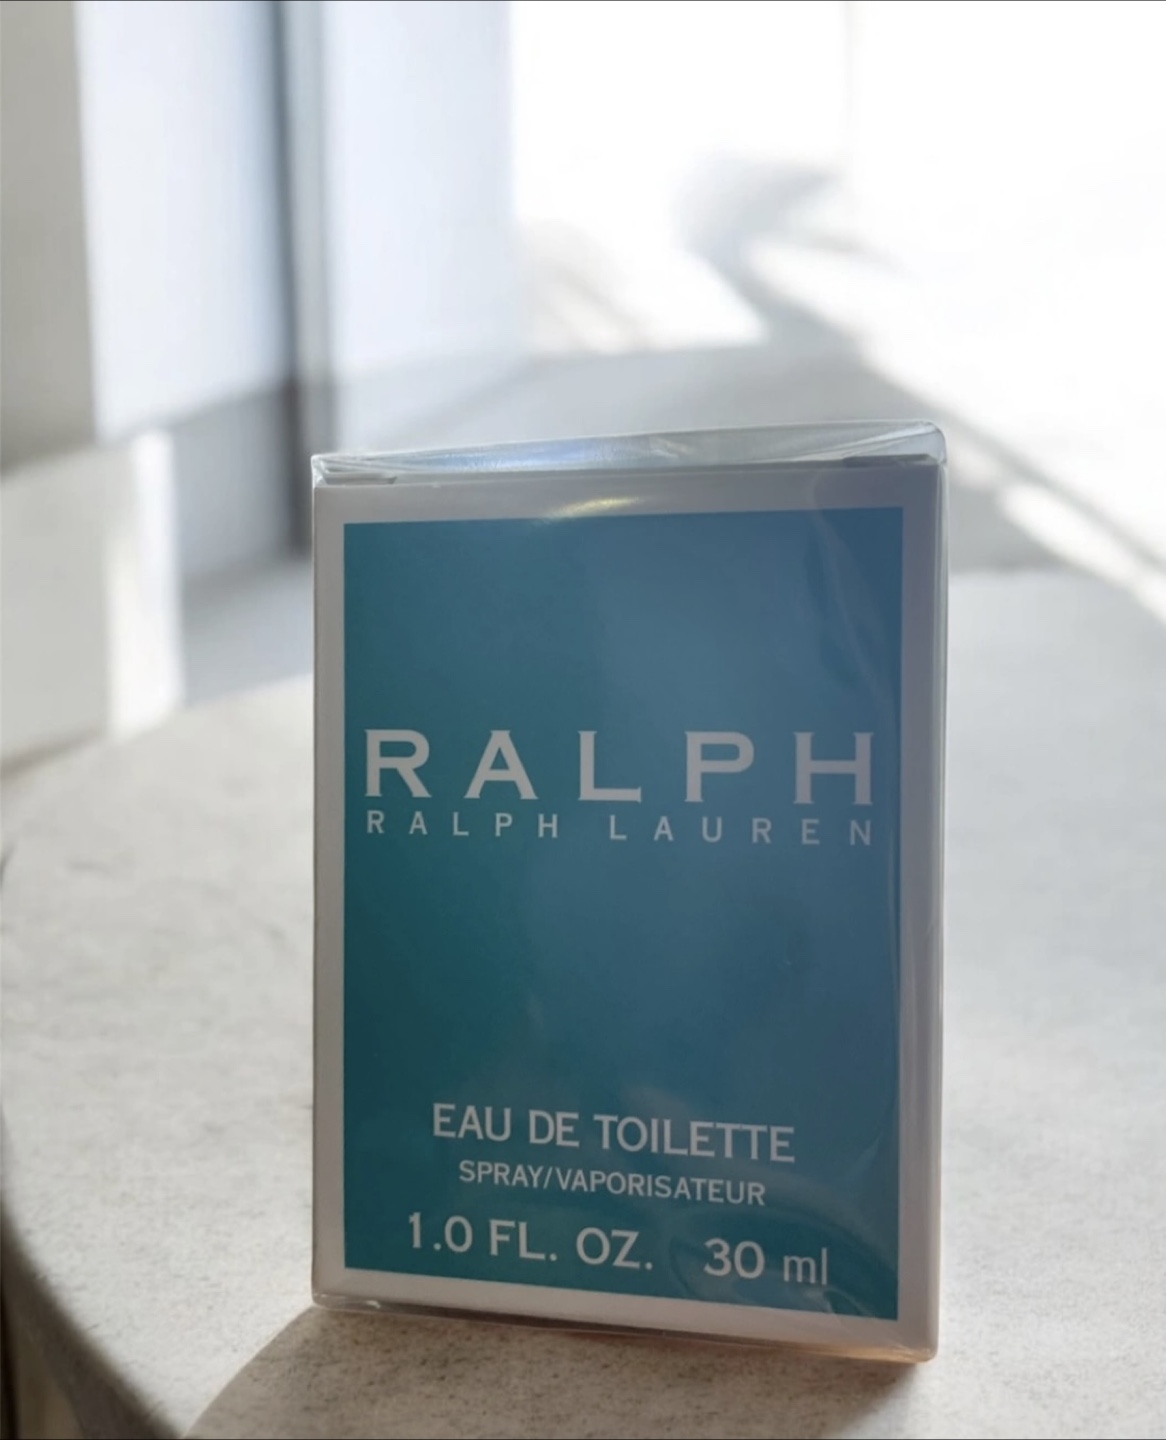 RALPH
RALPH LAUREN
EAU DE TOILETTE
SPRAY/VAPORISATEUR
1.0 FL. OZ. 30 ml